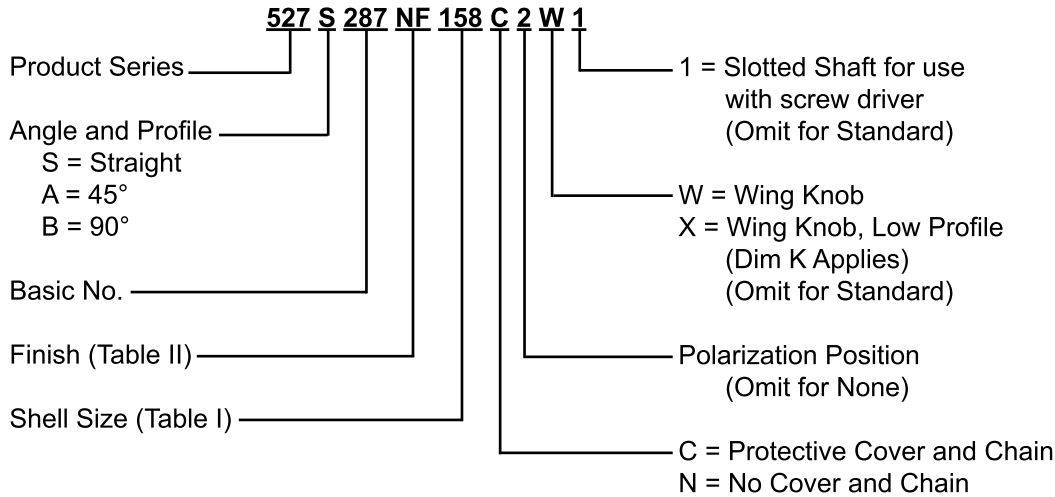 527 S 287 NF 158 C 2 W 1
Product Series
Angle and Profile
S = Straight
A = 45°
B = 90°
Basic No.
Finish (Table II)
Shell Size (Table I)
1 = Slotted Shaft for use
with screw driver
(Omit for Standard)
W = Wing Knob
X = Wing Knob, Low Profile
(Dim K Applies)
(Omit for Standard)
Polarization Position
(Omit for None)
C = Protective Cover and Chain
N = No Cover and Chain